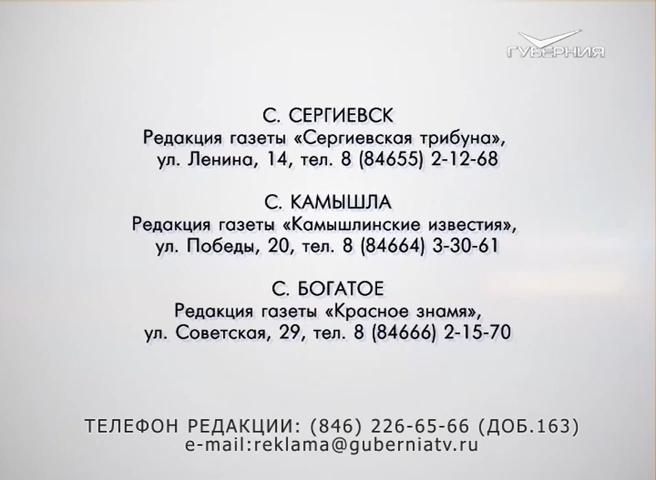 ГУБЕРНИЯ
С. СЕРГИЕВСК
Редакция газеты «Сергиевская трибуна»,
ул. Ленина, 14, тел. 8 (84655) 2-12-68
С. КАМЫШЛА
Редакция газеты «Камышлинские известия»,
ул. Победы, 20, тел. 8 (84664) 3-30-61
С. БОГАТОЕ
Редакция газеты «Красное знамя»,
ул. Советская, 29, тел. 8 (84666) 2-15-70
ТЕЛЕФОН РЕДАКЦИИ: (846) 226-65-66 (ДОБ.163)
e-mail:reklama@guberniatv.ru